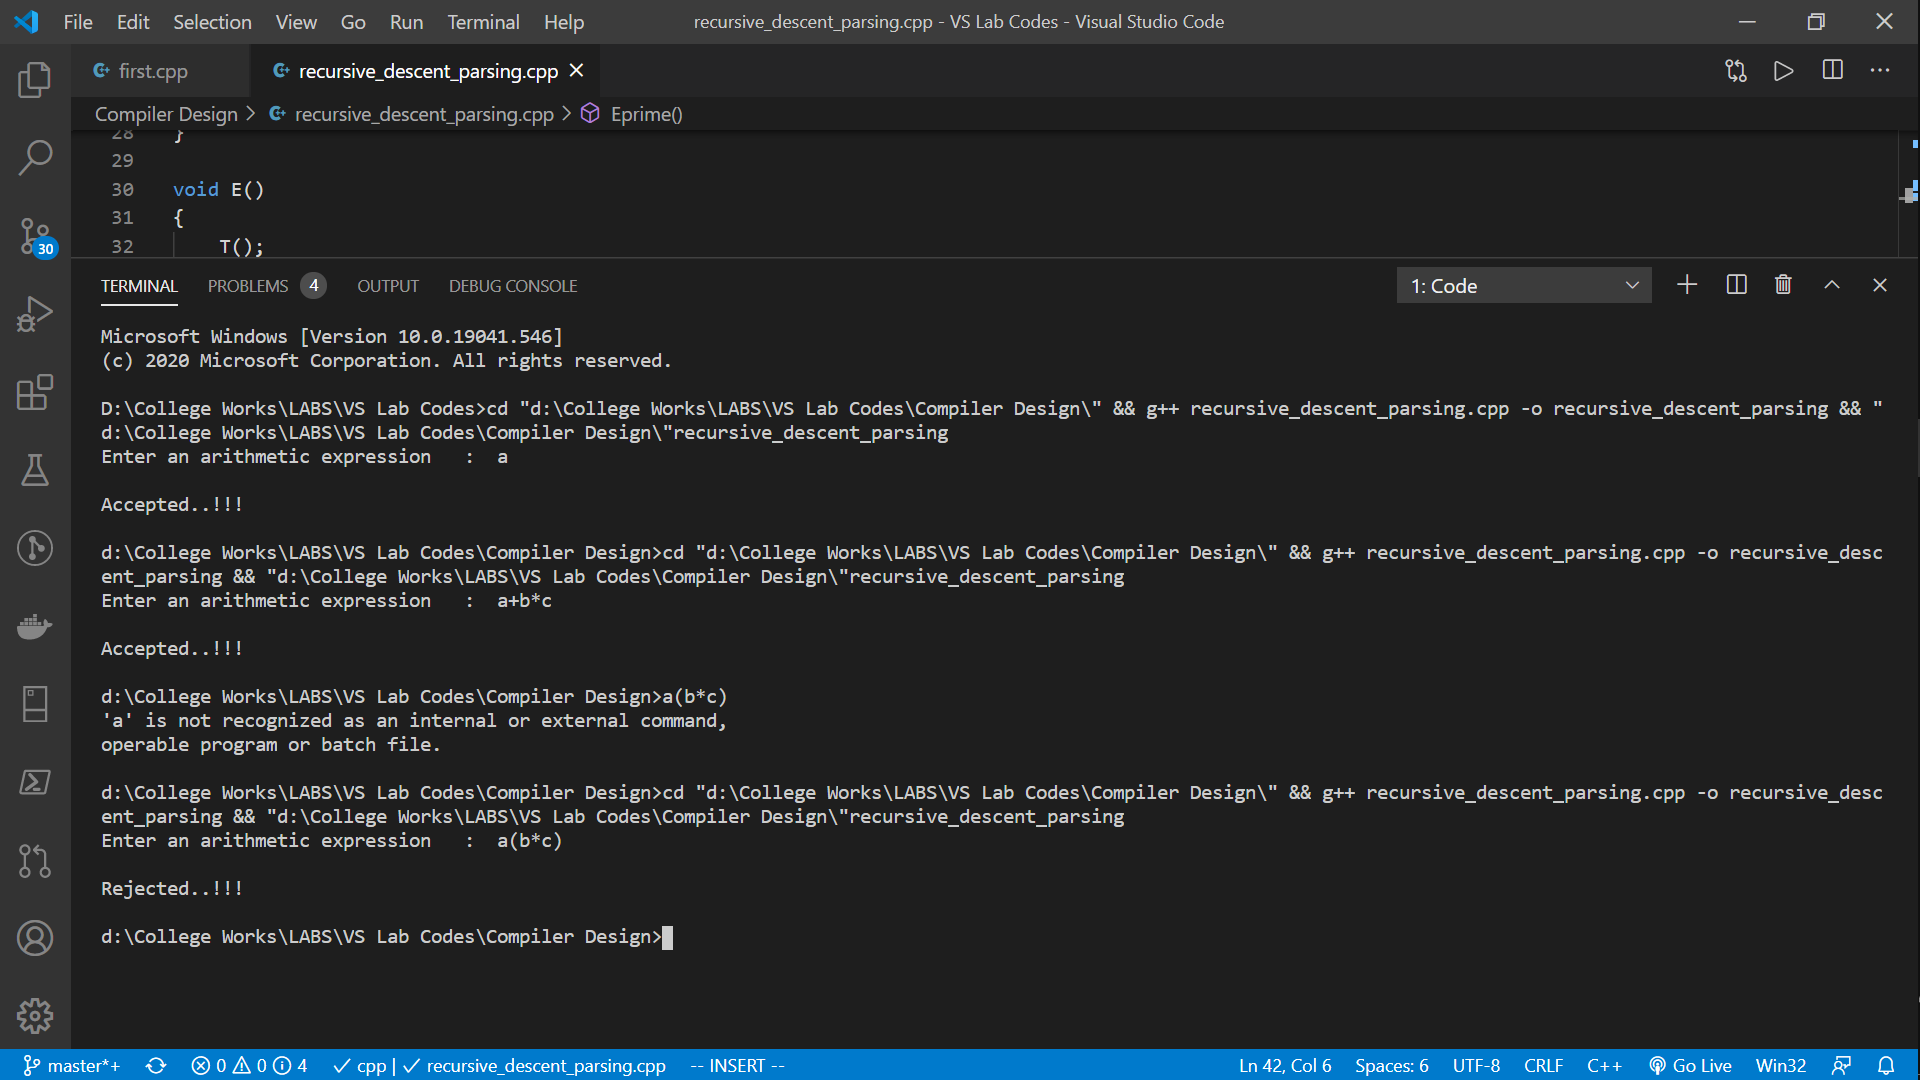 File Edit Selection View Go Run Terminal Help recursive_descent_parsing.cpp - VS Lab Codes - Visual Studio Code
first.cpp recursive_descent_parsing.cpp
Compiler Design > recursive_descent_parsing.cpp > Eprime()
28 }
29
30 void E()
31 {
32 T();
30
TERMINAL PROBLEMS 4 OUTPUT DEBUG CONSOLE 1: Code
Microsoft Windows [Version 10.0.19041.546]
(c) 2020 Microsoft Corporation. All rights reserved.
D:\College Works\LABS\VS Lab Codes>cd "d:\College Works\LABS\VS Lab Codes\Compiler Design\" && g++ recursive_descent_parsing.cpp -o recursive_descent_parsing && "
d:\College Works\LABS\VS Lab Codes\Compiler Design\"recursive_descent_parsing
Enter an arithmetic expression   :  a
Accepted..!!!
d:\College Works\LABS\VS Lab Codes\Compiler Design>cd "d:\College Works\LABS\VS Lab Codes\Compiler Design\" && g++ recursive_descent_parsing.cpp -o recursive_desc
ent_parsing && "d:\College Works\LABS\VS Lab Codes\Compiler Design\"recursive_descent_parsing
Enter an arithmetic expression   :  a+b*c
Accepted..!!!
d:\College Works\LABS\VS Lab Codes\Compiler Design>a(b*c)
'a' is not recognized as an internal or external command,
operable program or batch file.
d:\College Works\LABS\VS Lab Codes\Compiler Design>cd "d:\College Works\LABS\VS Lab Codes\Compiler Design\" && g++ recursive_descent_parsing.cpp -o recursive_desc
ent_parsing && "d:\College Works\LABS\VS Lab Codes\Compiler Design\"recursive_descent_parsing
Enter an arithmetic expression   :  a(b*c)
Rejected..!!!
d:\College Works\LABS\VS Lab Codes\Compiler Design>
master*+ 0 0 4 cpp | recursive_descent_parsing.cpp -- INSERT -- Ln 42, Col 6 Spaces: 6 UTF-8 CRLF C++ Go Live Win32